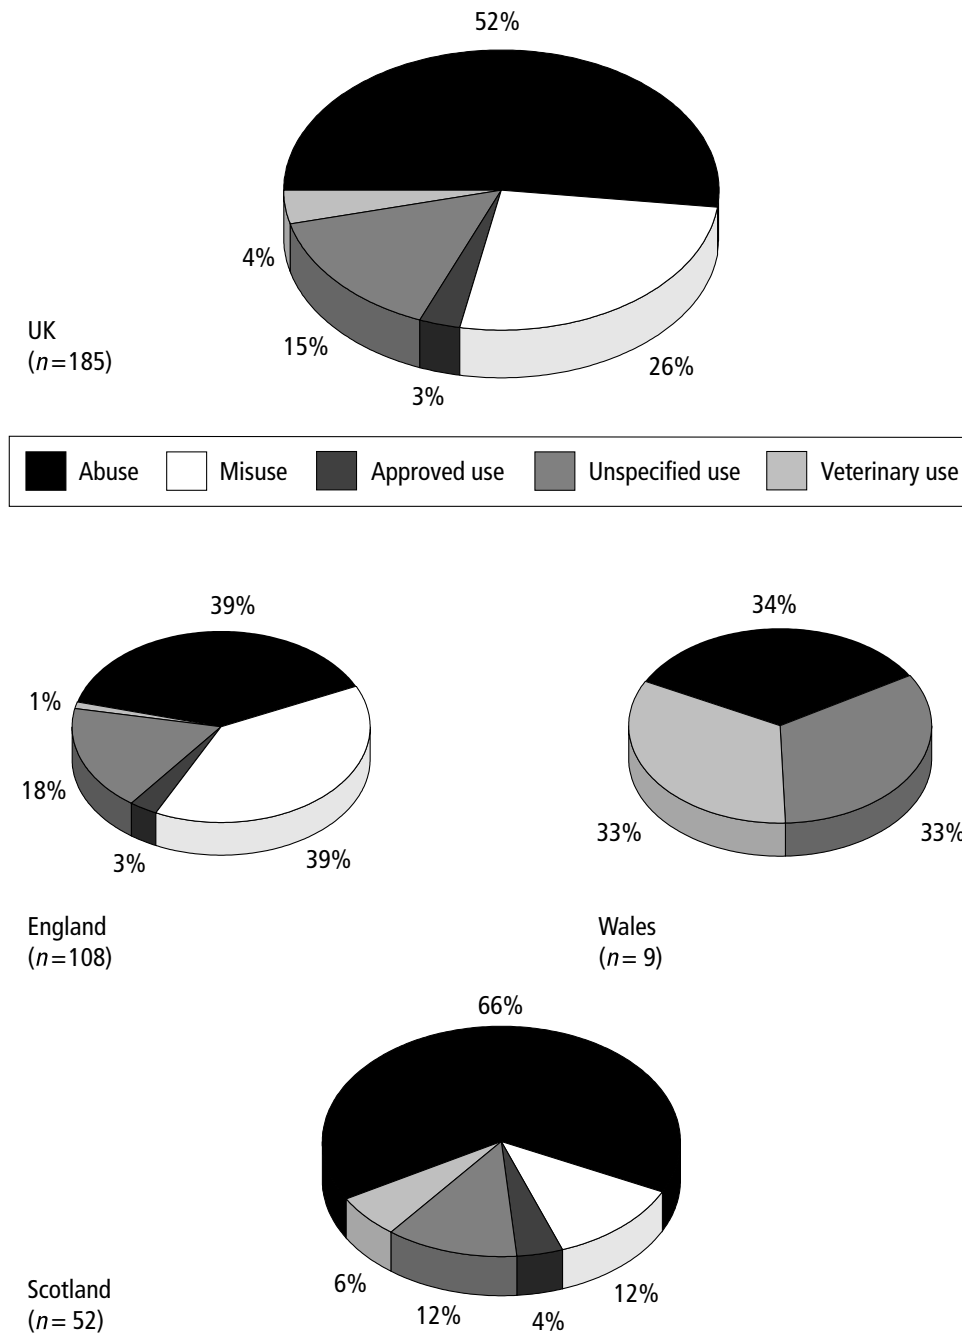 52%
4%
15%
3%
26%
UK
(n=185)
Abuse Misuse Approved use Unspecified use Veterinary use
39%
1%
18%
3%
39%
England
(n=108)
34%
33%
33%
Wales
(n= 9)
66%
6%
12%
4%
12%
Scotland
(n= 52)